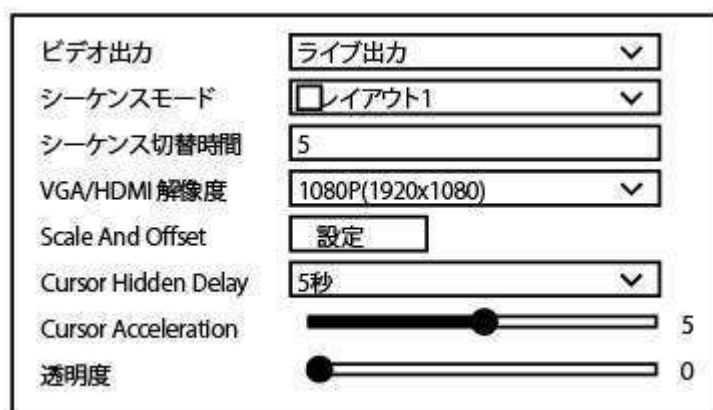 ビデオ出力 ライブ出力
シーケンスモード レイアウト1
シーケンス切替時間 5
VGA/HDMI 解像度 1080P(1920x1080)
Scale And Offset 設定
Cursor Hidden Delay 5秒
Cursor Acceleration 5
透明度 0